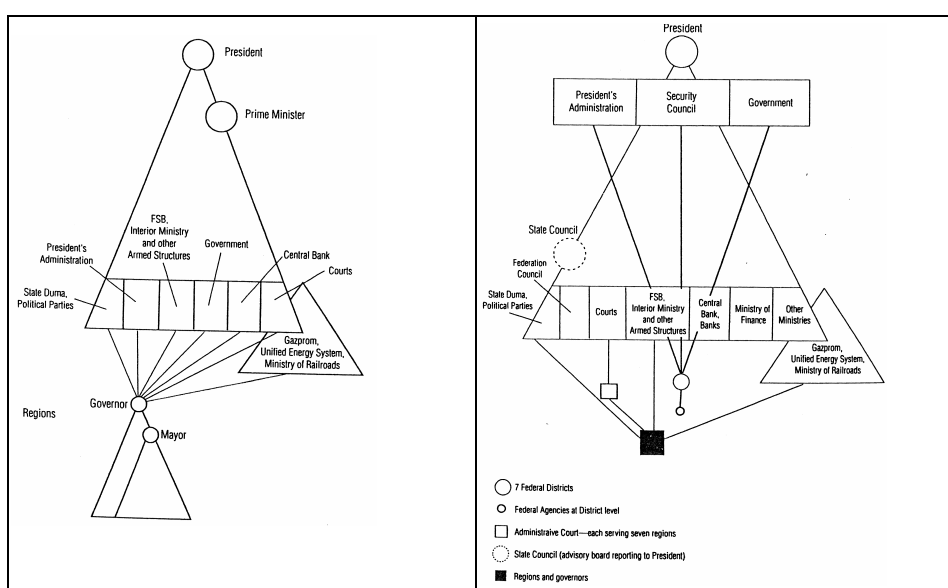 President
Prime Minister
FSB,
Interior Ministry
and other
Armed Structures
President's
Administration
Government
Central Bank
Courts
State Duma,
Political Parties
Gazprom,
Unified Energy System,
Ministry of Railroads
Governor
Regions
Mayor
President
President's
Administration
Security
Council
Government
State Council
Federation
Council
State Duma,
Political Parties
Courts
FSB,
Interior Ministry
and other
Armed Structures
Central
Bank,
Banks
Ministry of
Finance
Other
Ministries
Gazprom,
Unified Energy System,
Ministry of Railroads
7 Federal Districts
Federal Agencies at District level
Administraive Court—each serving seven regions
State Council (advisory board reporting to President)
Regions and governors